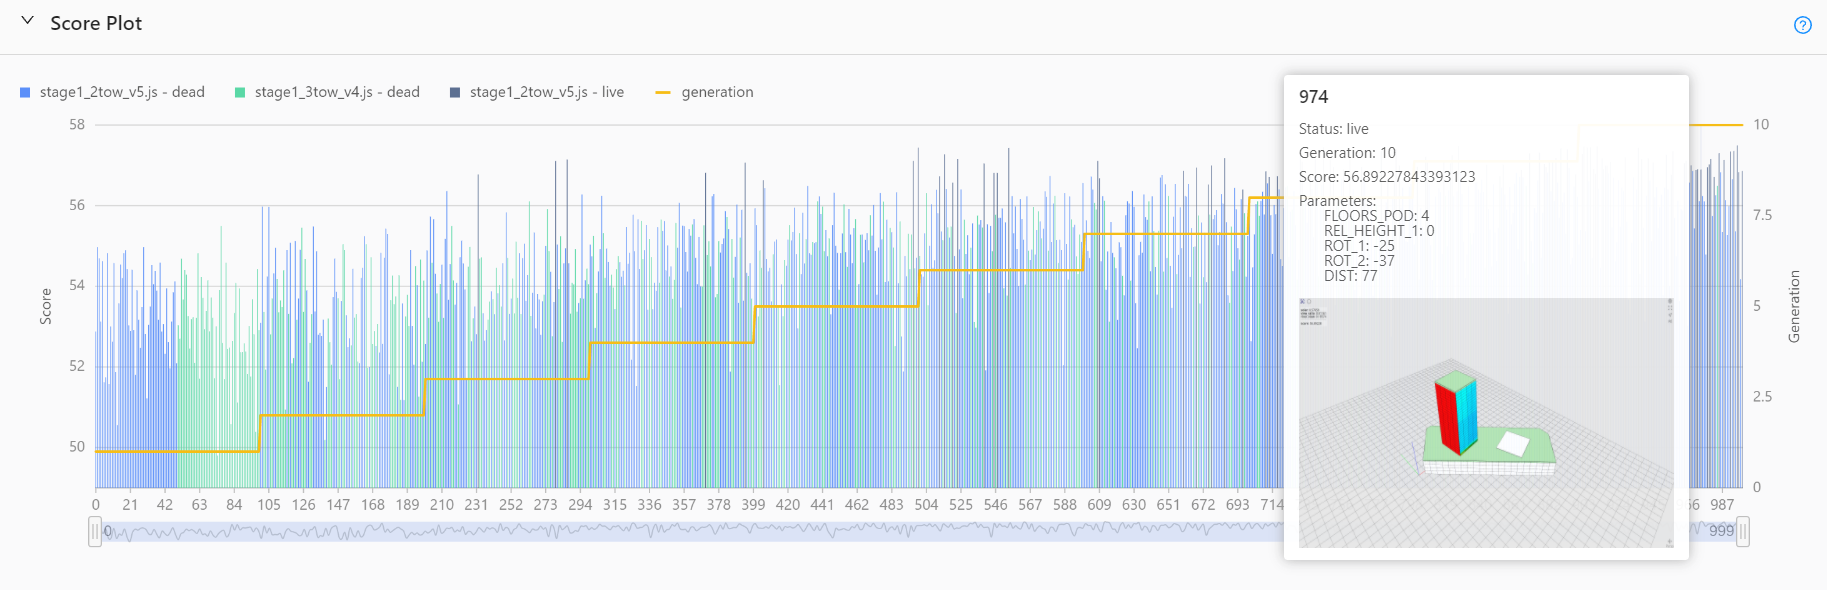 Score Plot
stage1_2tow_v5.js - dead
stage1_3tow_v4.js - dead
stage1_2tow_v5.js - live
generation
58
56
54
52
50
Score
10
7.5
5
2.5
0
Generation
0 21 42 63 84 105 126 147 168 189 210 231 252 273 294 315 336 357 378 399 420 441 462 483 504 525 546 567 588 609 630 651 672 693 714 987
0
999
974
Status: live
Generation: 10
Score: 56.89227843393123
Parameters:
FLOORS_POD: 4
REL_HEIGHT_1: 0
ROT_1: -25
ROT_2: -37
DIST: 77